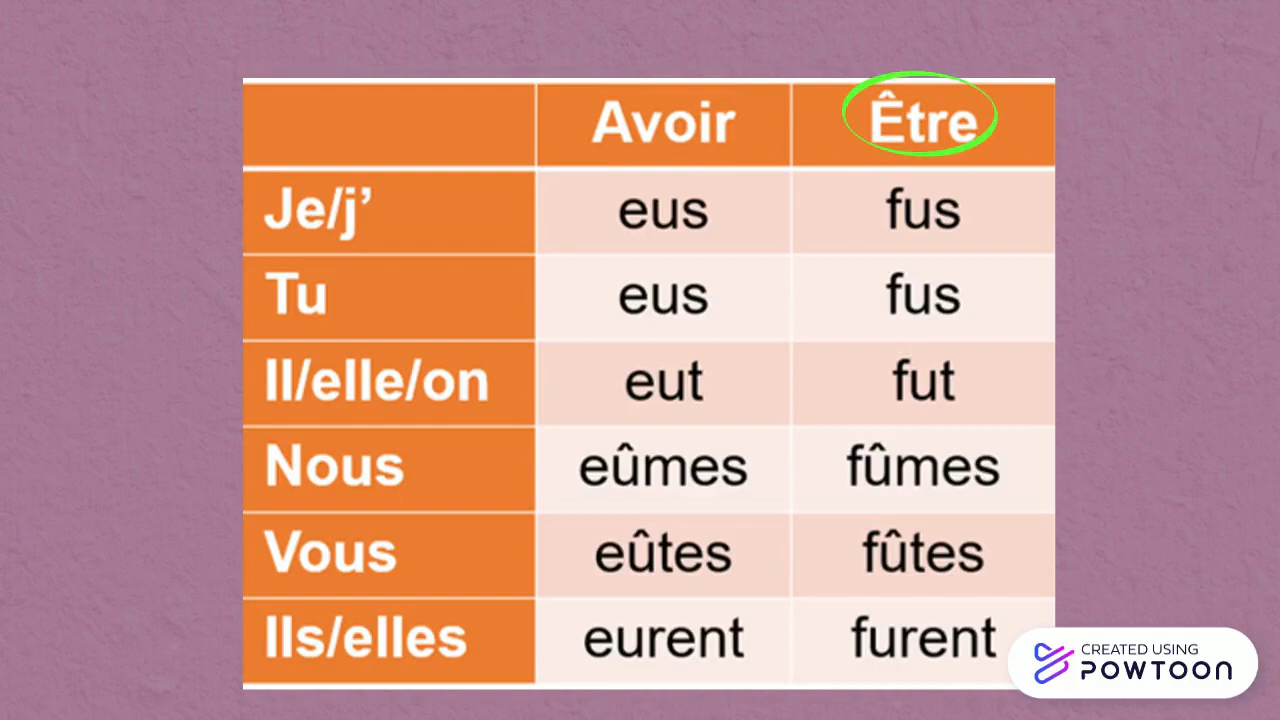 Avoir Être
Je/j’ eus fus
Tu eus fus
Il/elle/on eut fut
Nous eûmes fûmes
Vous eûtes fûtes
Ils/elles eurent furent
CREATED USING
POWTOON